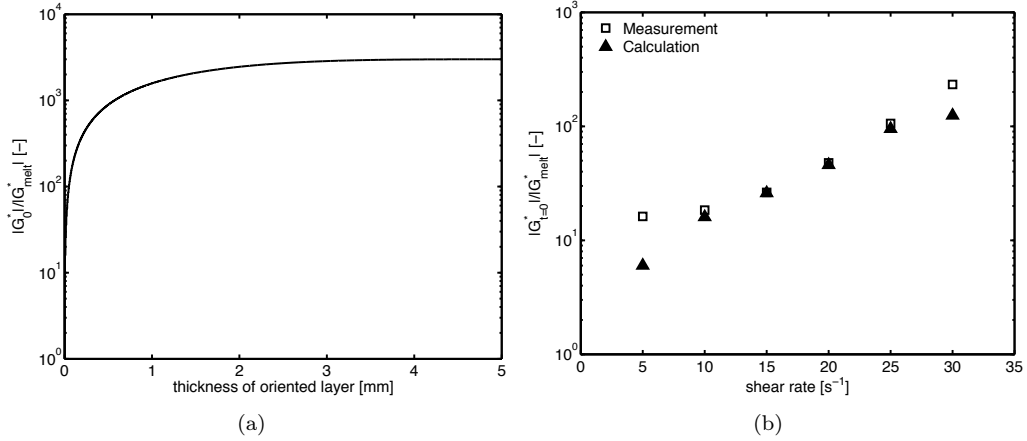 10^4
10^3
10^2
10^1
10^0
|G^*_0|/|G^*_melt| [-]
0 1 2 3 4 5
thickness of oriented layer [mm]
(a)
10^3
10^2
10^1
10^0
|G^*_t=0|/|G^*_melt| [-]
Measurement
Calculation
0 5 10 15 20 25 30 35
shear rate [s^−1]
(b)